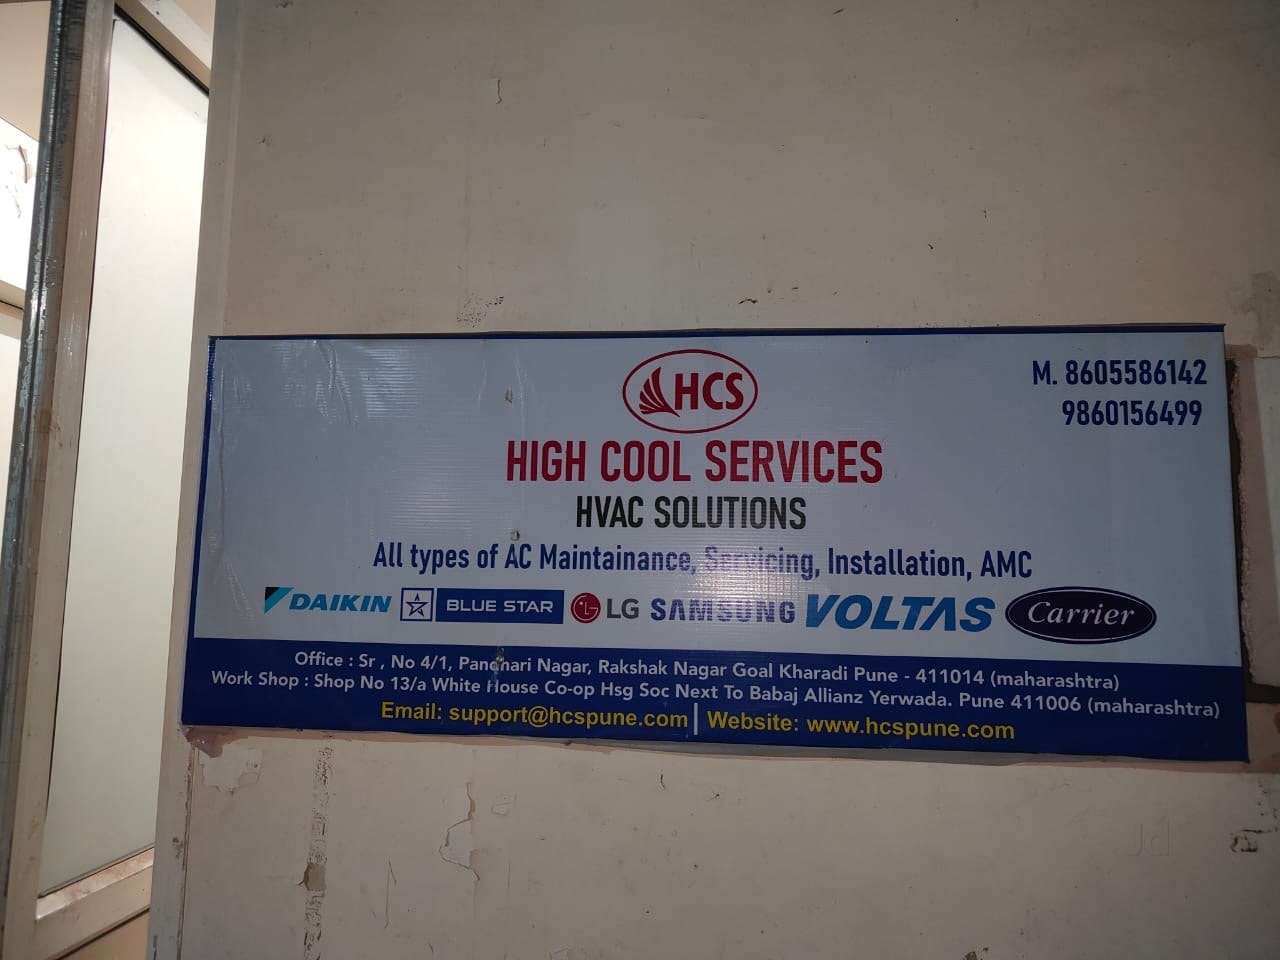 HCS
M. 8605586142
9860156499
HIGH COOL SERVICES
HVAC SOLUTIONS
All types of AC Maintainance, Servicing, Installation, AMC
DAIKIN BLUE STAR LG SAMSUNG VOLTAS Carrier
Office : Sr , No 4/1, Pandhari Nagar, Rakshak Nagar Goal Kharadi Pune - 411014 (maharashtra)
Work Shop : Shop No 13/a White House Co-op Hsg Soc Next To Babaj Allianz Yerwada. Pune 411006 (maharashtra)
Email: support@hcspune.com | Website: www.hcspune.com
Jd